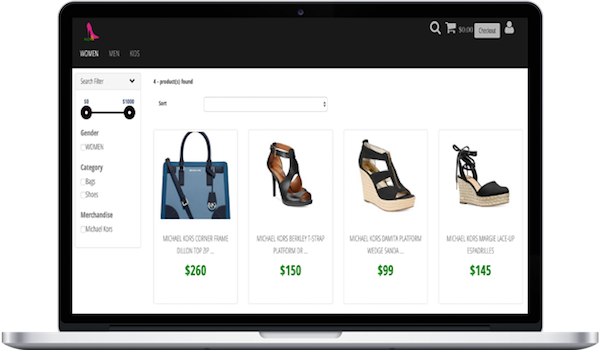 $0.00 Checkout
WOMEN MEN KIDS
Search Filter
4 - product(s) found
$0 $1000
Sort
Gender
WOMEN
Category
Bags
Shoes
Merchandise
Michael Kors
MICHAEL KORS CORNER FRAME
DILLON TOP ZIP ...
$260
MICHAEL KORS BERKLEY T-STRAP
PLATFORM DR ...
$150
MICHAEL KORS DAMITA PLATFORM
WEDGE SANDA ...
$99
MICHAEL KORS MARGIE LACE-UP
ESPADRILLES
$145